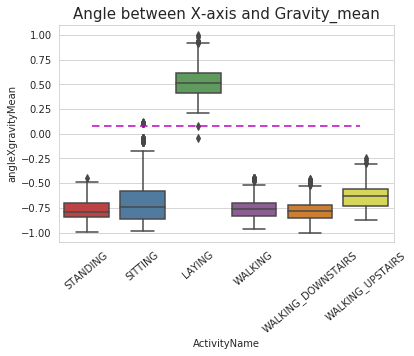 Angle between X-axis and Gravity_mean
angleXgravityMean
1.00
0.75
0.50
0.25
0.00
−0.25
−0.50
−0.75
−1.00
STANDING
SITTING
LAYING
WALKING
WALKING_DOWNSTAIRS
WALKING_UPSTAIRS
ActivityName